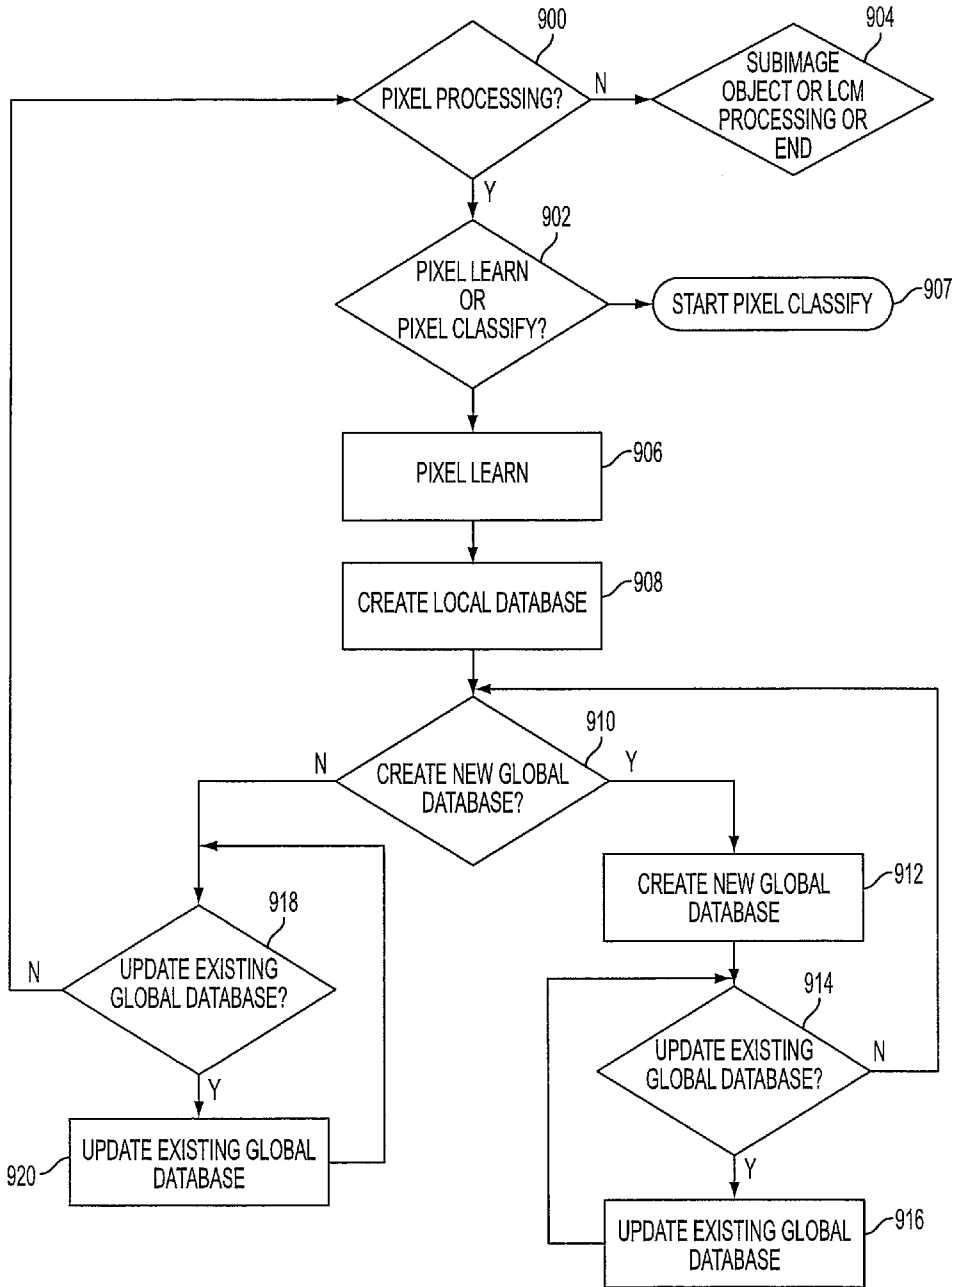 900
PIXEL PROCESSING?
N
904
SUBIMAGE
OBJECT OR LCM
PROCESSING OR
END
Y
902
PIXEL LEARN
OR
PIXEL CLASSIFY?
START PIXEL CLASSIFY
907
PIXEL LEARN
906
CREATE LOCAL DATABASE
908
910
N
CREATE NEW GLOBAL
DATABASE?
Y
CREATE NEW GLOBAL
DATABASE
912
918
N
UPDATE EXISTING
GLOBAL DATABASE?
Y
914
UPDATE EXISTING
GLOBAL DATABASE?
N
Y
920
UPDATE EXISTING GLOBAL
DATABASE
UPDATE EXISTING GLOBAL
DATABASE
916